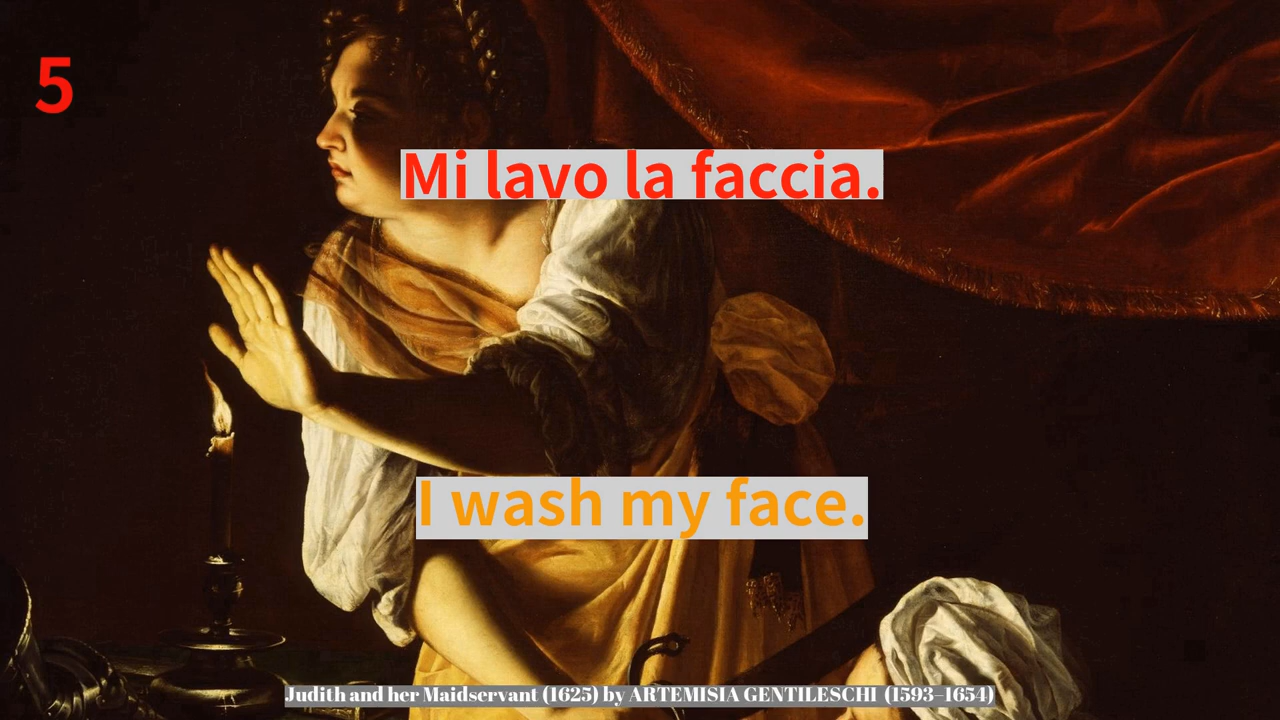 5
Mi lavo la faccia.
I wash my face.
Judith and her Maidservant (1625) by ARTEMISIA GENTILESCHI (1593–1654)